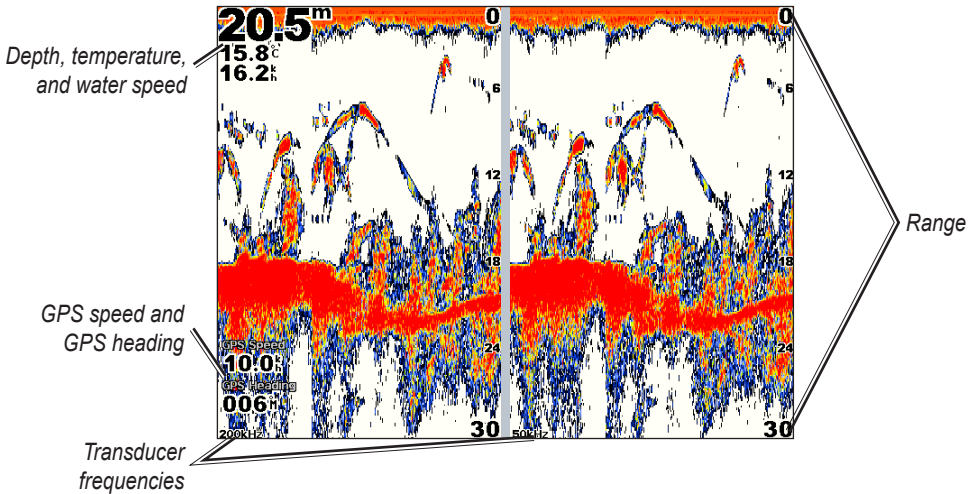 20.5m
15.8°C
16.2kh
Depth, temperature,
and water speed
0
6
12
18
24
30
0
6
12
18
24
30
Range
GPS speed and
GPS heading
GPS Speed
10.0kh
GPS Heading
006°M
200kHz
50kHz
Transducer
frequencies